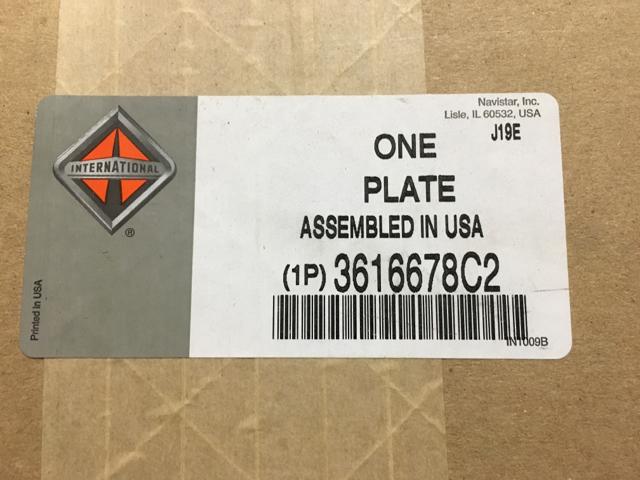 Navistar, Inc.
Lisle, IL 60532, USA
J19E
INTERNATIONAL
®
ONE
PLATE
ASSEMBLED IN USA
(1P) 3616678C2
IN1009B
Printed in USA